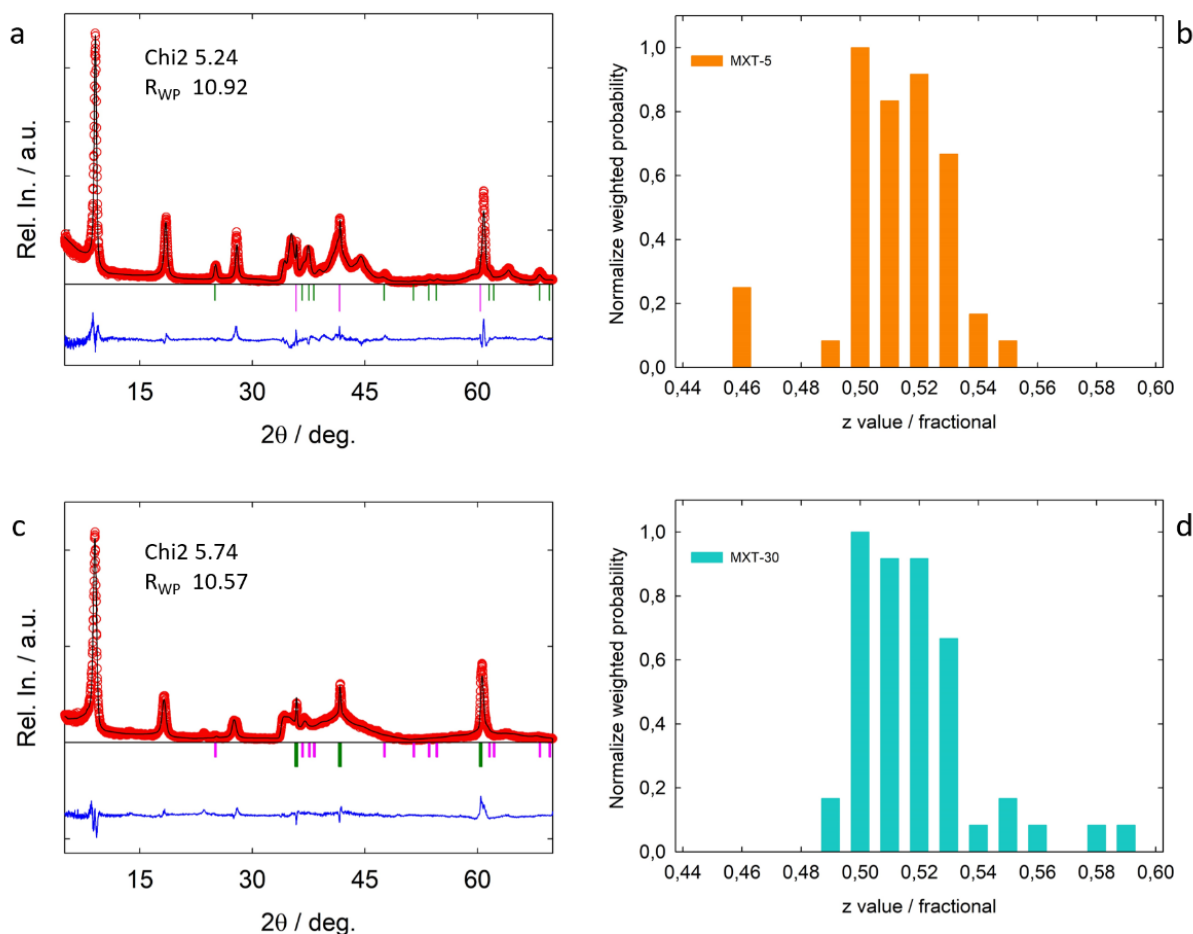 a
Chi2 5.24
RWP 10.92
Rel. In. / a.u.
15 30 45 60
2θ / deg.
b
MXT-5
Normalize weighted probability
1,0
0,8
0,6
0,4
0,2
0,0
0,44 0,46 0,48 0,50 0,52 0,54 0,56 0,58 0,60
z value / fractional
c
Chi2 5.74
RWP 10.57
Rel. In. / a.u.
15 30 45 60
2θ / deg.
d
MXT-30
Normalize weighted probability
1,0
0,8
0,6
0,4
0,2
0,0
0,44 0,46 0,48 0,50 0,52 0,54 0,56 0,58 0,60
z value / fractional